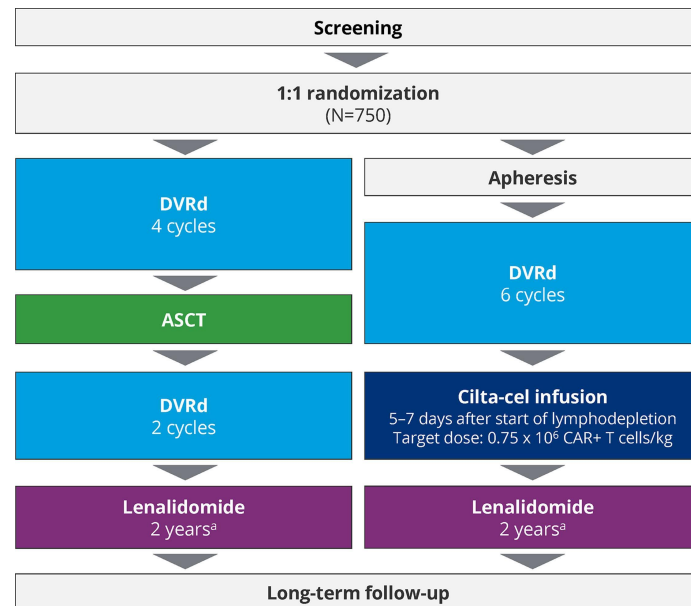 Screening
1:1 randomization
(N=750)
DVRd
4 cycles
ASCT
DVRd
2 cycles
Lenalidomide
2 yearsᵃ
Apheresis
DVRd
6 cycles
Cilta-cel infusion
5–7 days after start of lymphodepletion
Target dose: 0.75 x 10⁶ CAR+ T cells/kg
Lenalidomide
2 yearsᵃ
Long-term follow-up